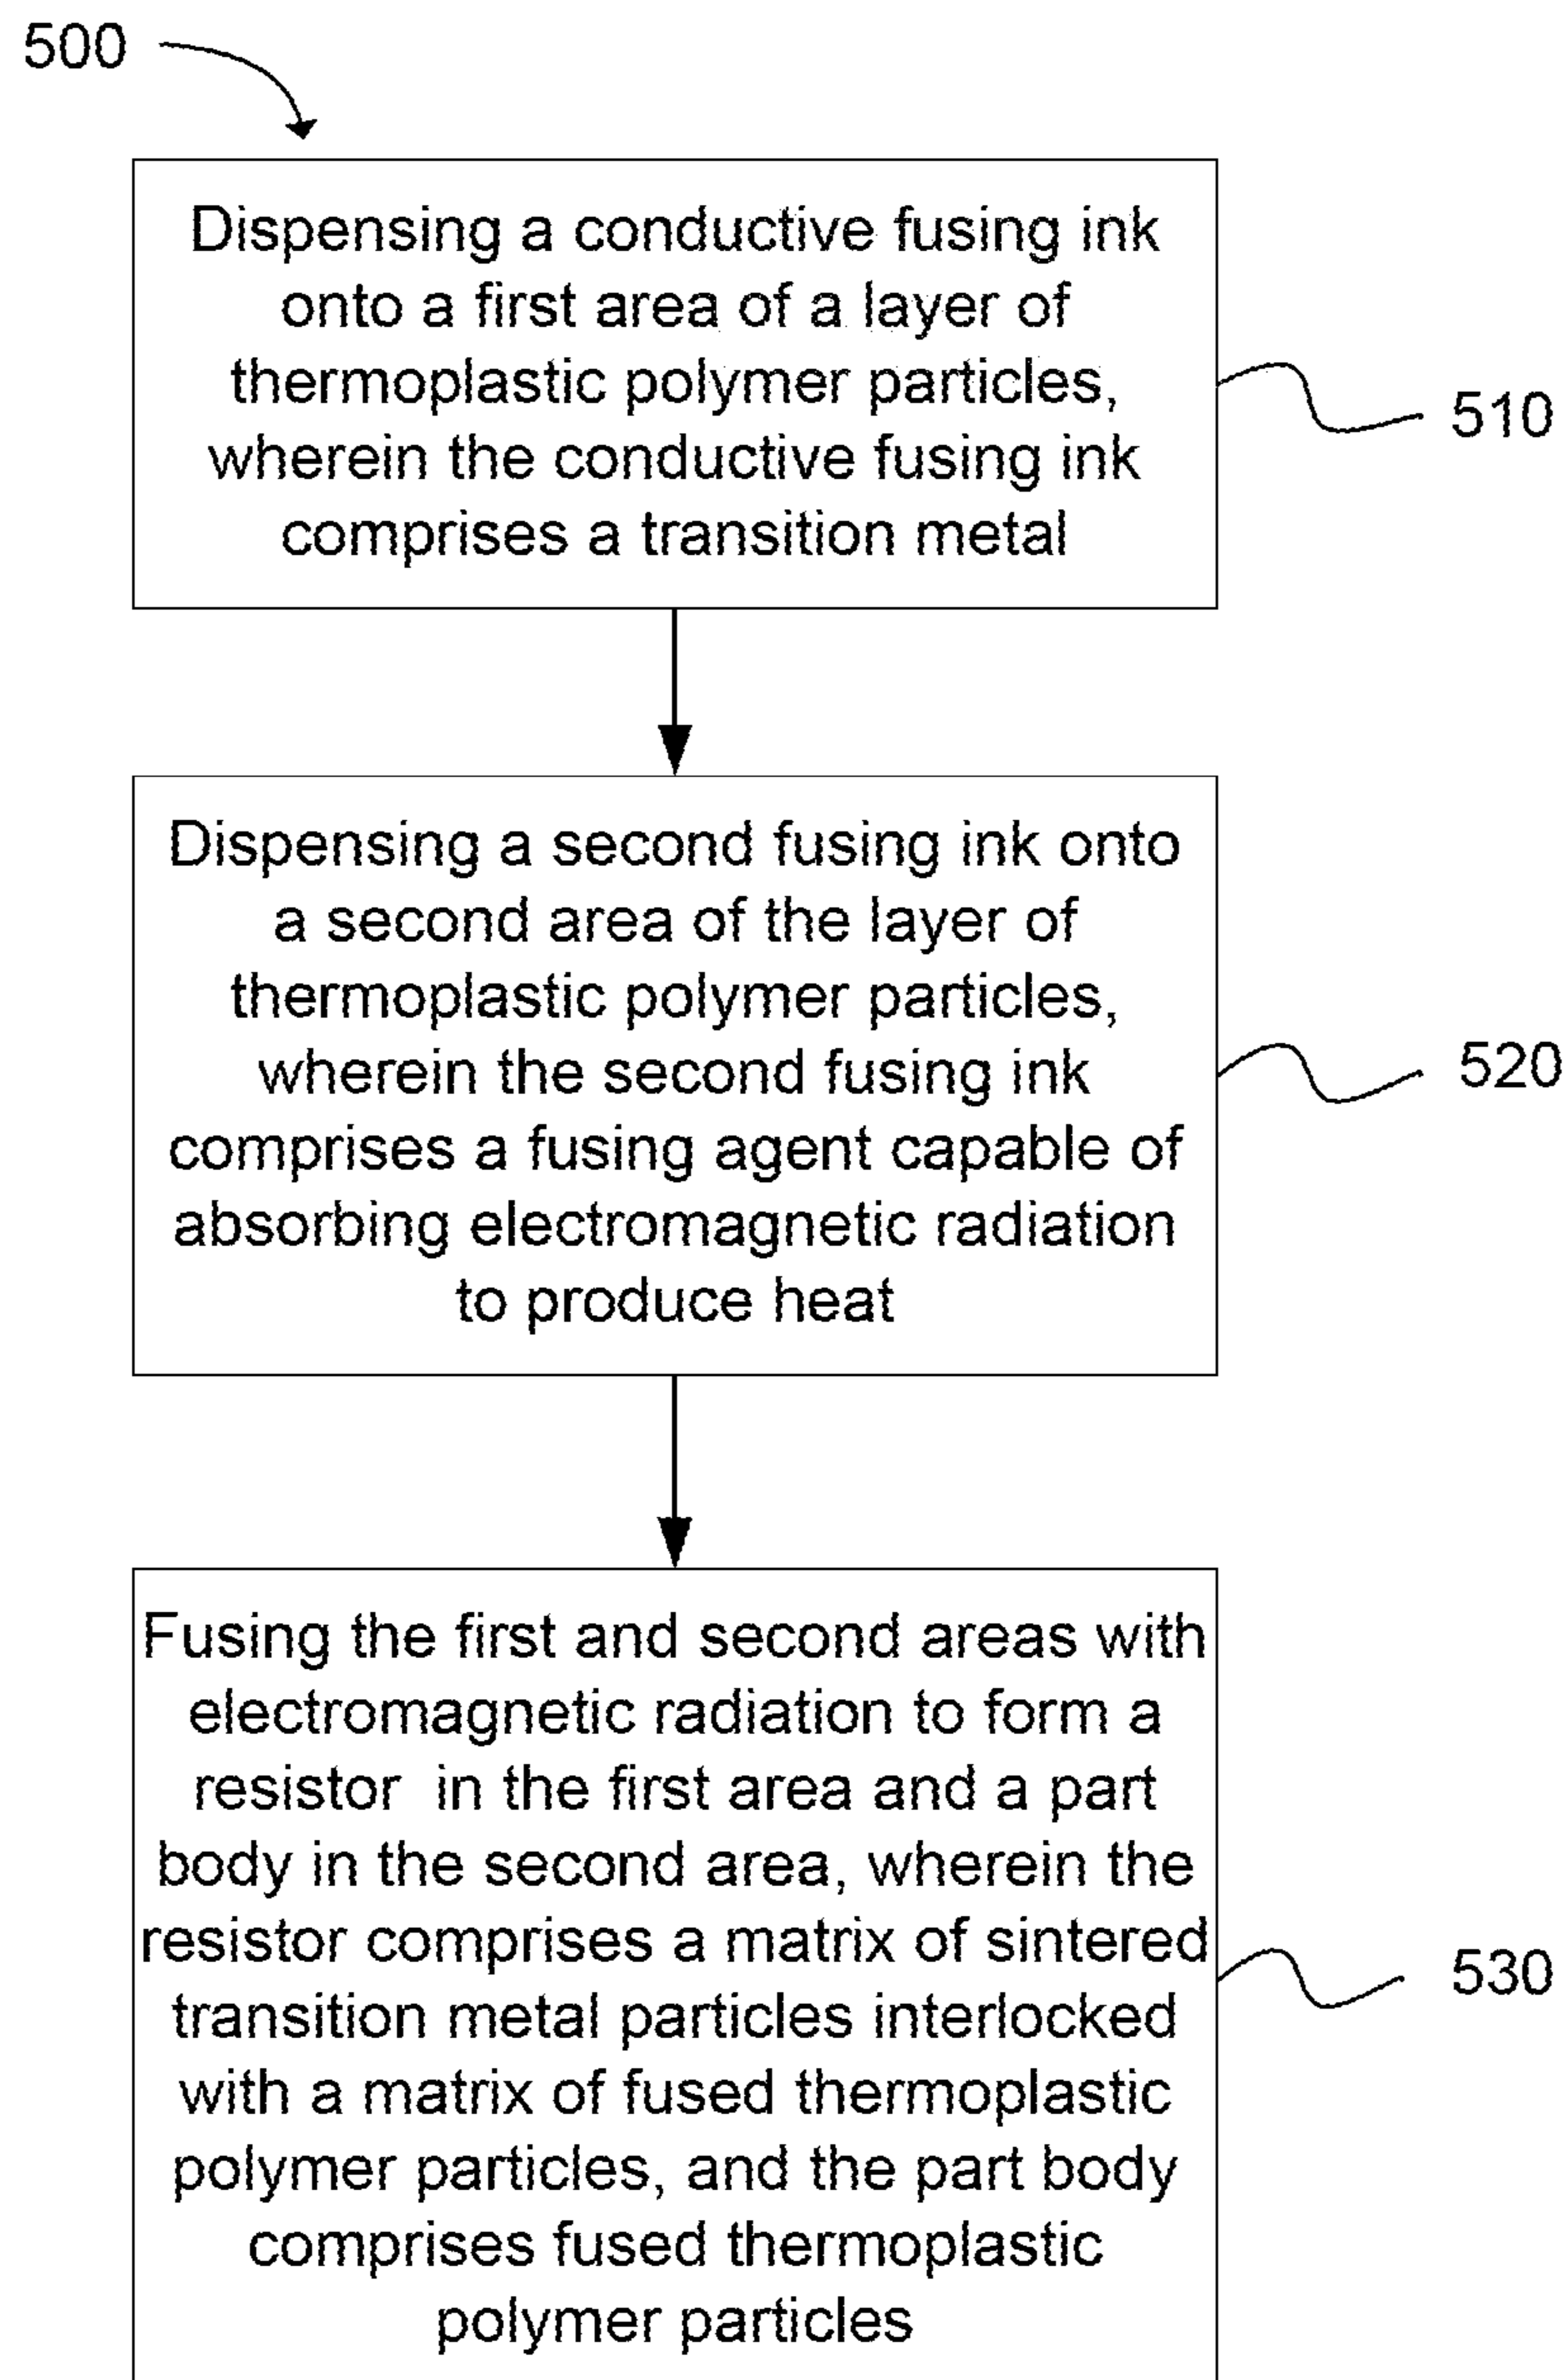 500
Dispensing a conductive fusing ink
onto a first area of a layer of
thermoplastic polymer particles,
wherein the conductive fusing ink
comprises a transition metal
510
Dispensing a second fusing ink onto
a second area of the layer of
thermoplastic polymer particles,
wherein the second fusing ink
comprises a fusing agent capable of
absorbing electromagnetic radiation
to produce heat
520
Fusing the first and second areas with
electromagnetic radiation to form a
resistor in the first area and a part
body in the second area, wherein the
resistor comprises a matrix of sintered
transition metal particles interlocked
with a matrix of fused thermoplastic
polymer particles, and the part body
comprises fused thermoplastic
polymer particles
530